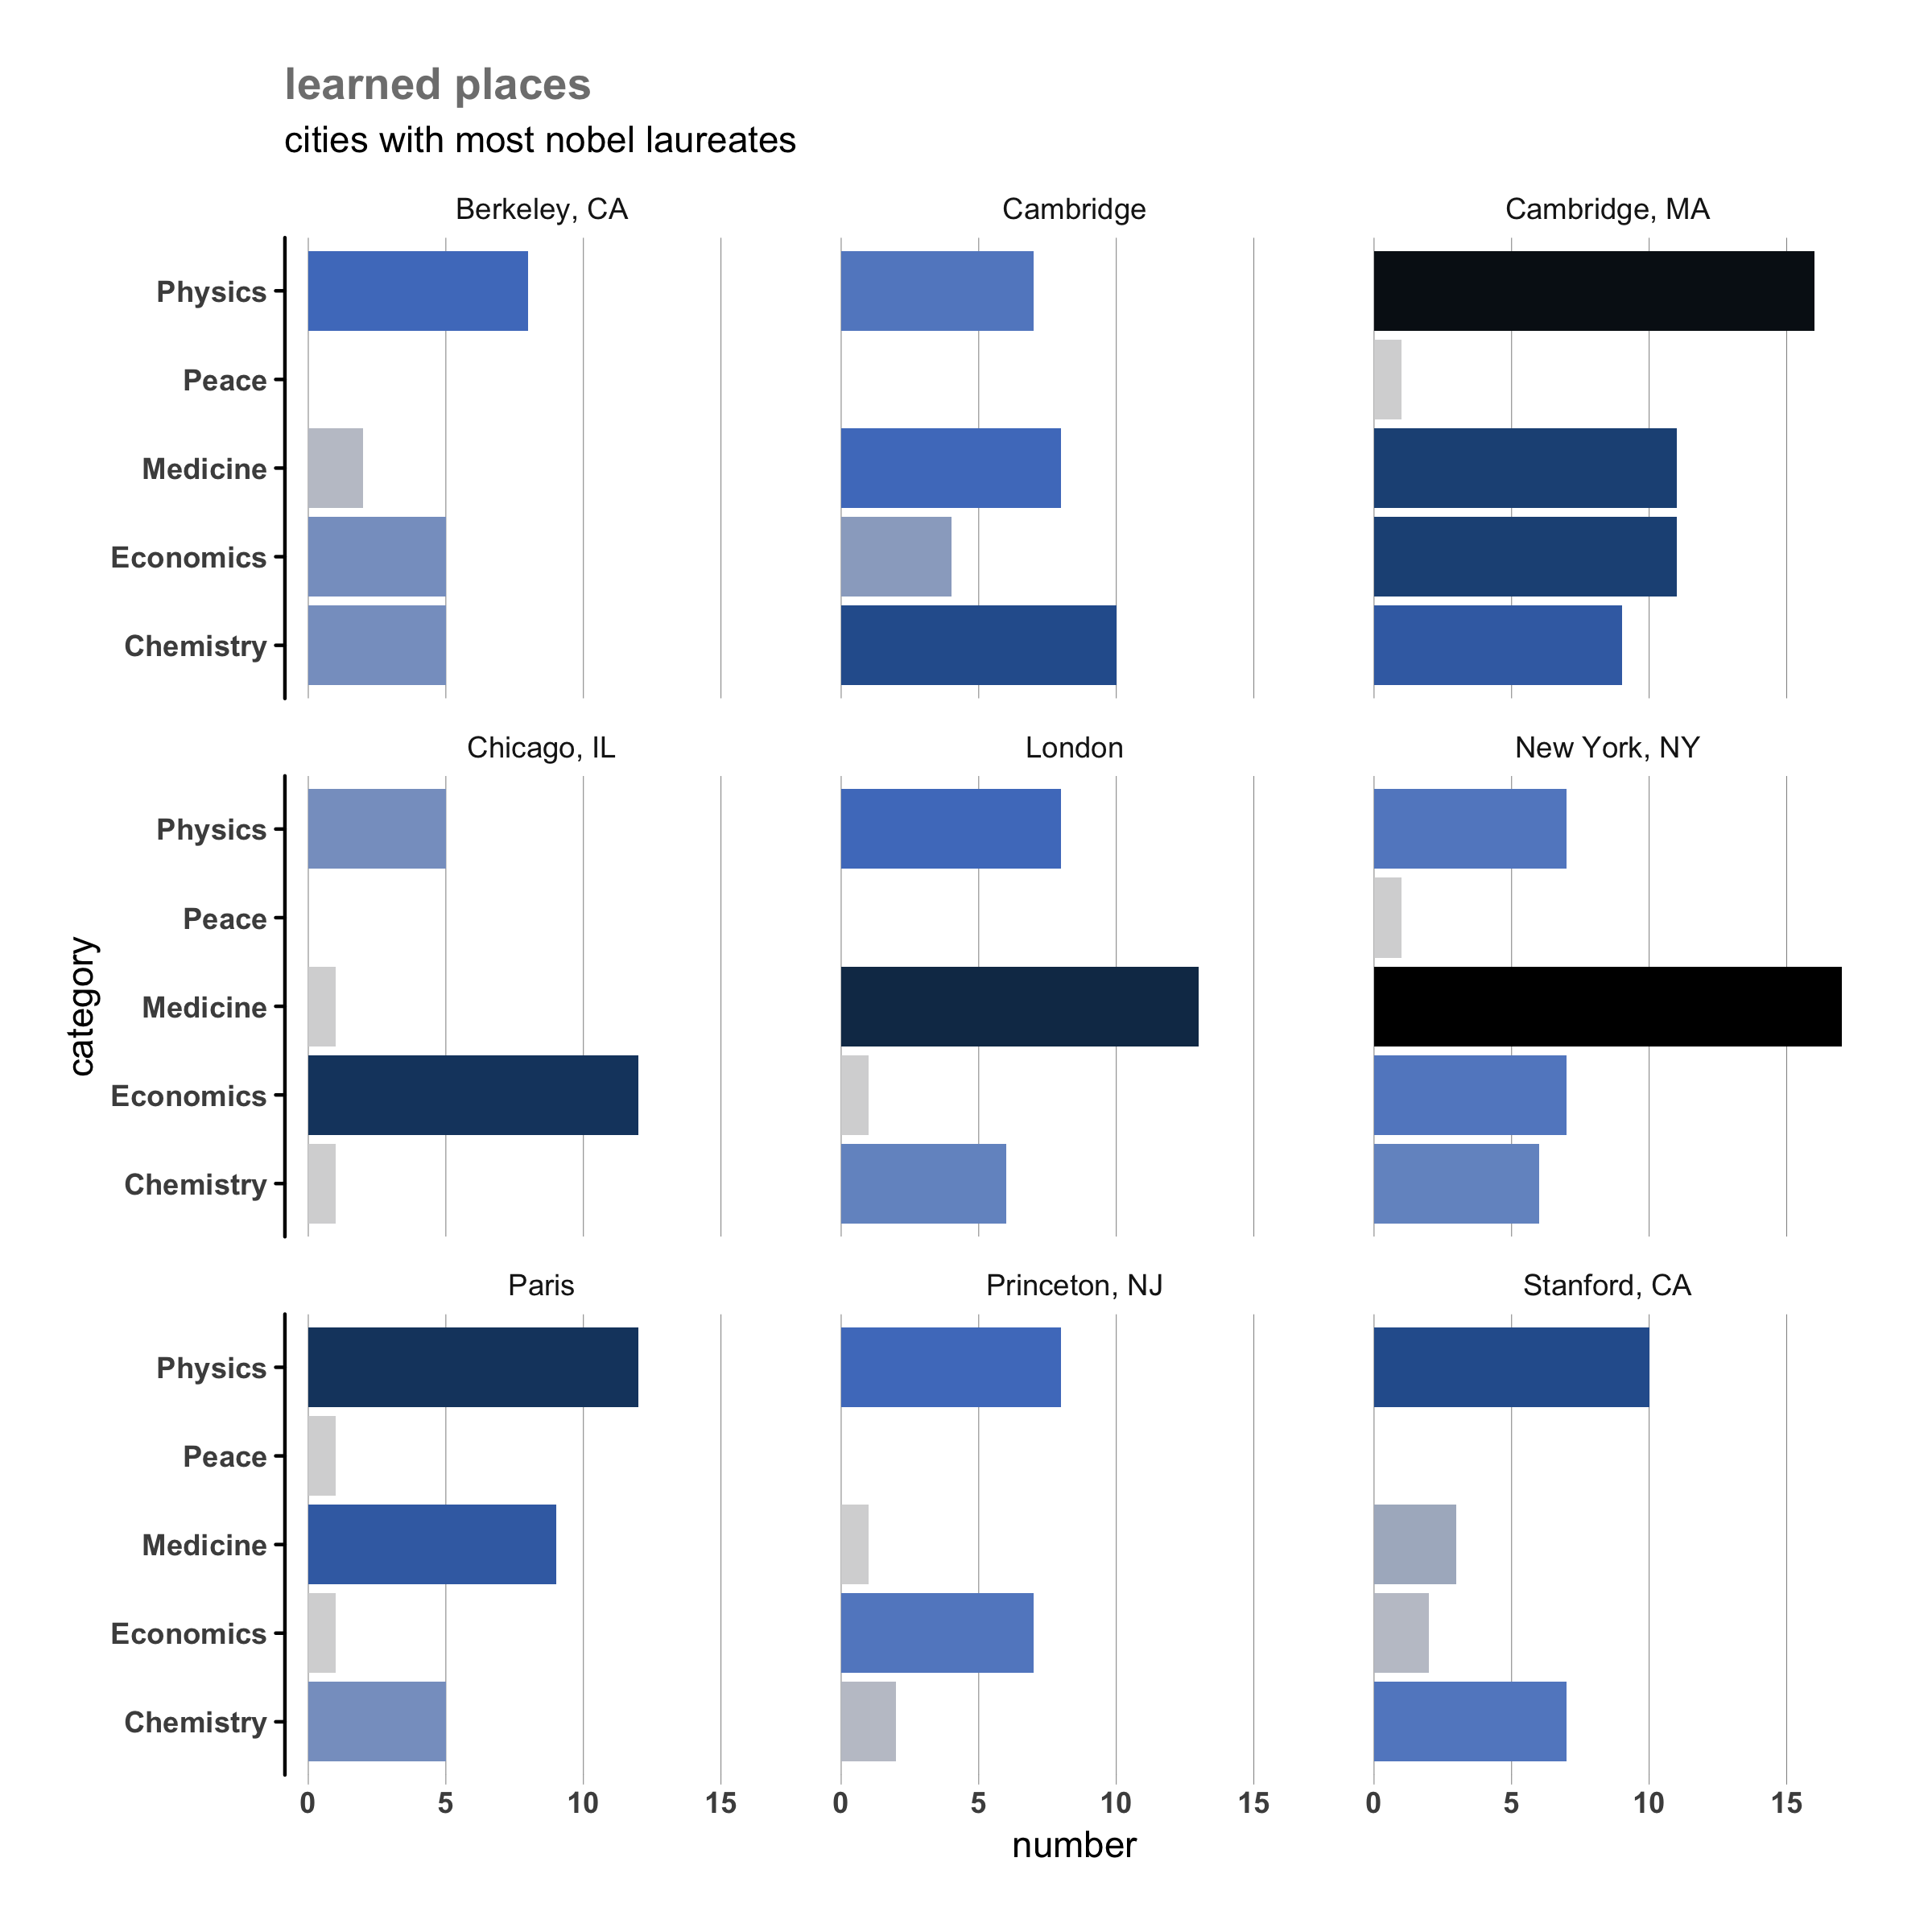 learned places
cities with most nobel laureates
Berkeley, CA
Cambridge
Cambridge, MA
Physics
Peace
Medicine
Economics
Chemistry
Chicago, IL
London
New York, NY
Physics
Peace
Medicine
Economics
Chemistry
category
Paris
Princeton, NJ
Stanford, CA
Physics
Peace
Medicine
Economics
Chemistry
0 5 10 15
0 5 10 15
0 5 10 15
number